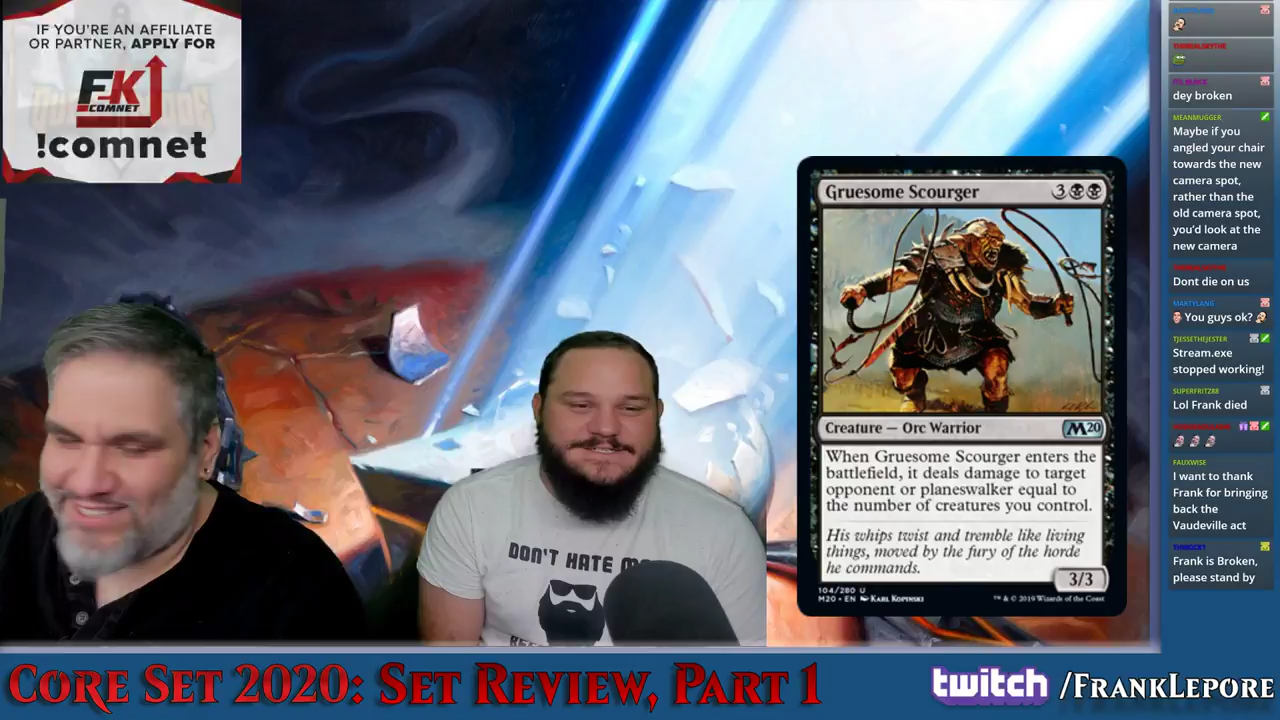 IF YOU'RE AN AFFILIATE
OR PARTNER, APPLY FOR
FK
COMNET
!comnet
Gruesome Scourger 3
Creature — Orc Warrior M20
When Gruesome Scourger enters the
battlefield, it deals damage to target
opponent or planeswalker equal to
the number of creatures you control.
His whips twist and tremble like living
things, moved by the fury of the horde
he commands.
3/3
104/280 U
M20 • EN KARL KOPINSKI
™ & © 2019 Wizards of the Coast
DON'T HATE
dey broken
MEANMUGGER
Maybe if you
angled your chair
towards the new
camera spot,
rather than the
old camera spot,
you'd look at the
new camera
Dont die on us
MARTYLANG
You guys ok?
TJESSETHEJESTER
Stream.exe
stopped working!
SUPERFRITZ88
Lol Frank died
FAUXWISE
I want to thank
Frank for bringing
back the
Vaudeville act
Frank is Broken,
please stand by
CORE SET 2020: SET REVIEW, PART 1
twitch /FRANKLEPORE